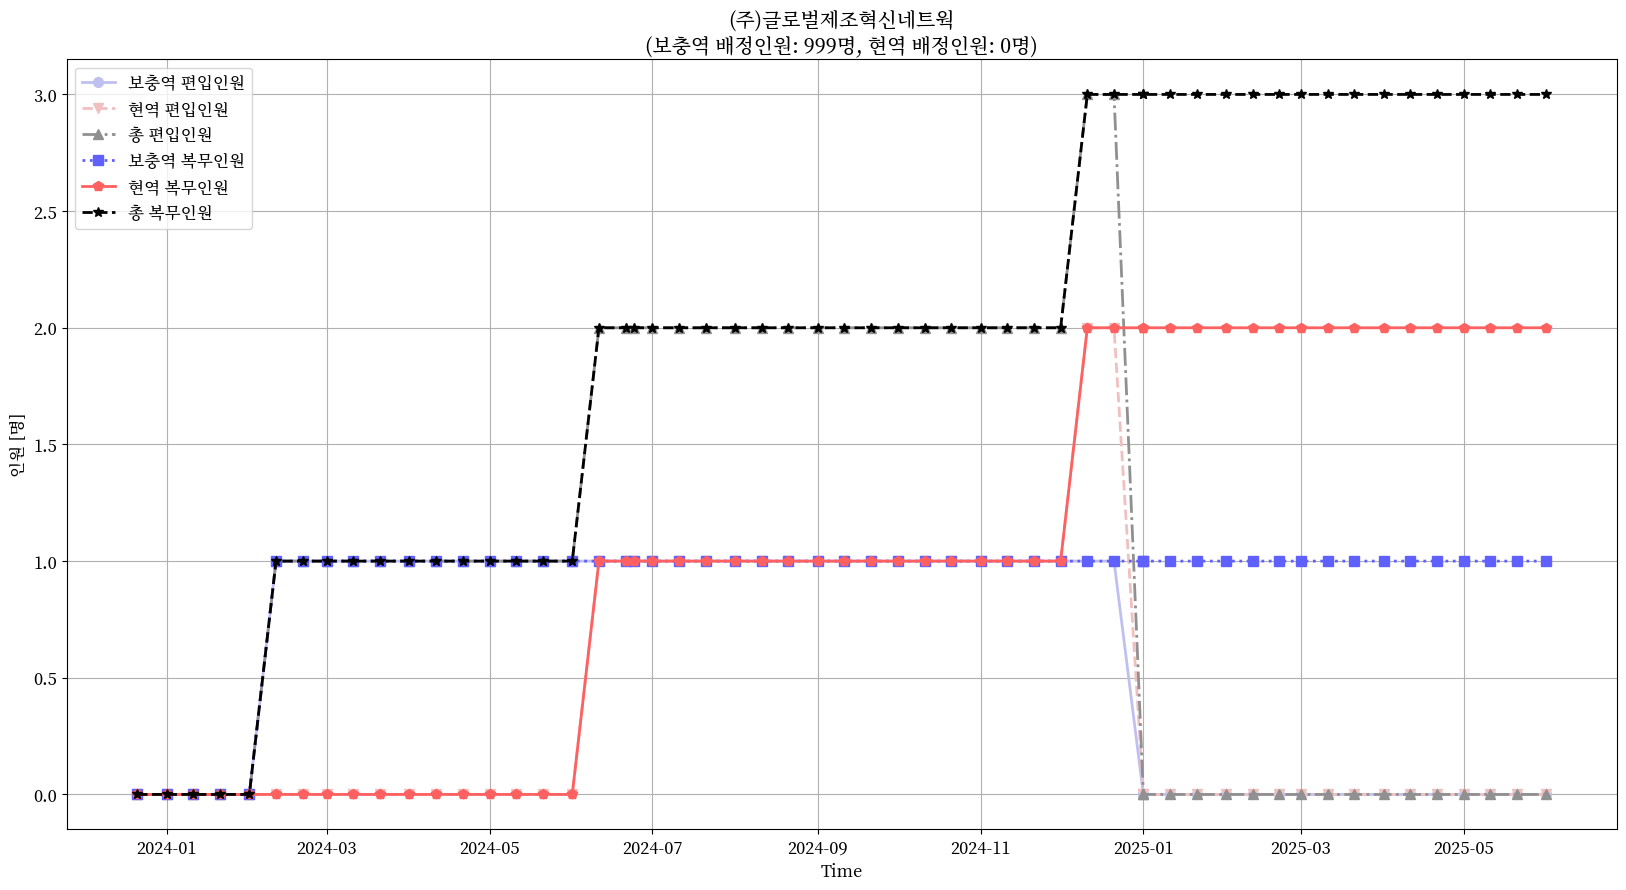 (주)글로벌제조혁신네트웍
(보충역 배정인원: 999명, 현역 배정인원: 0명)
보충역 편입인원
현역 편입인원
총 편입인원
보충역 복무인원
현역 복무인원
총 복무인원
3.0
2.5
2.0
1.5
1.0
0.5
0.0
인원 [명]
2024-01 2024-03 2024-05 2024-07 2024-09 2024-11 2025-01 2025-03 2025-05
Time